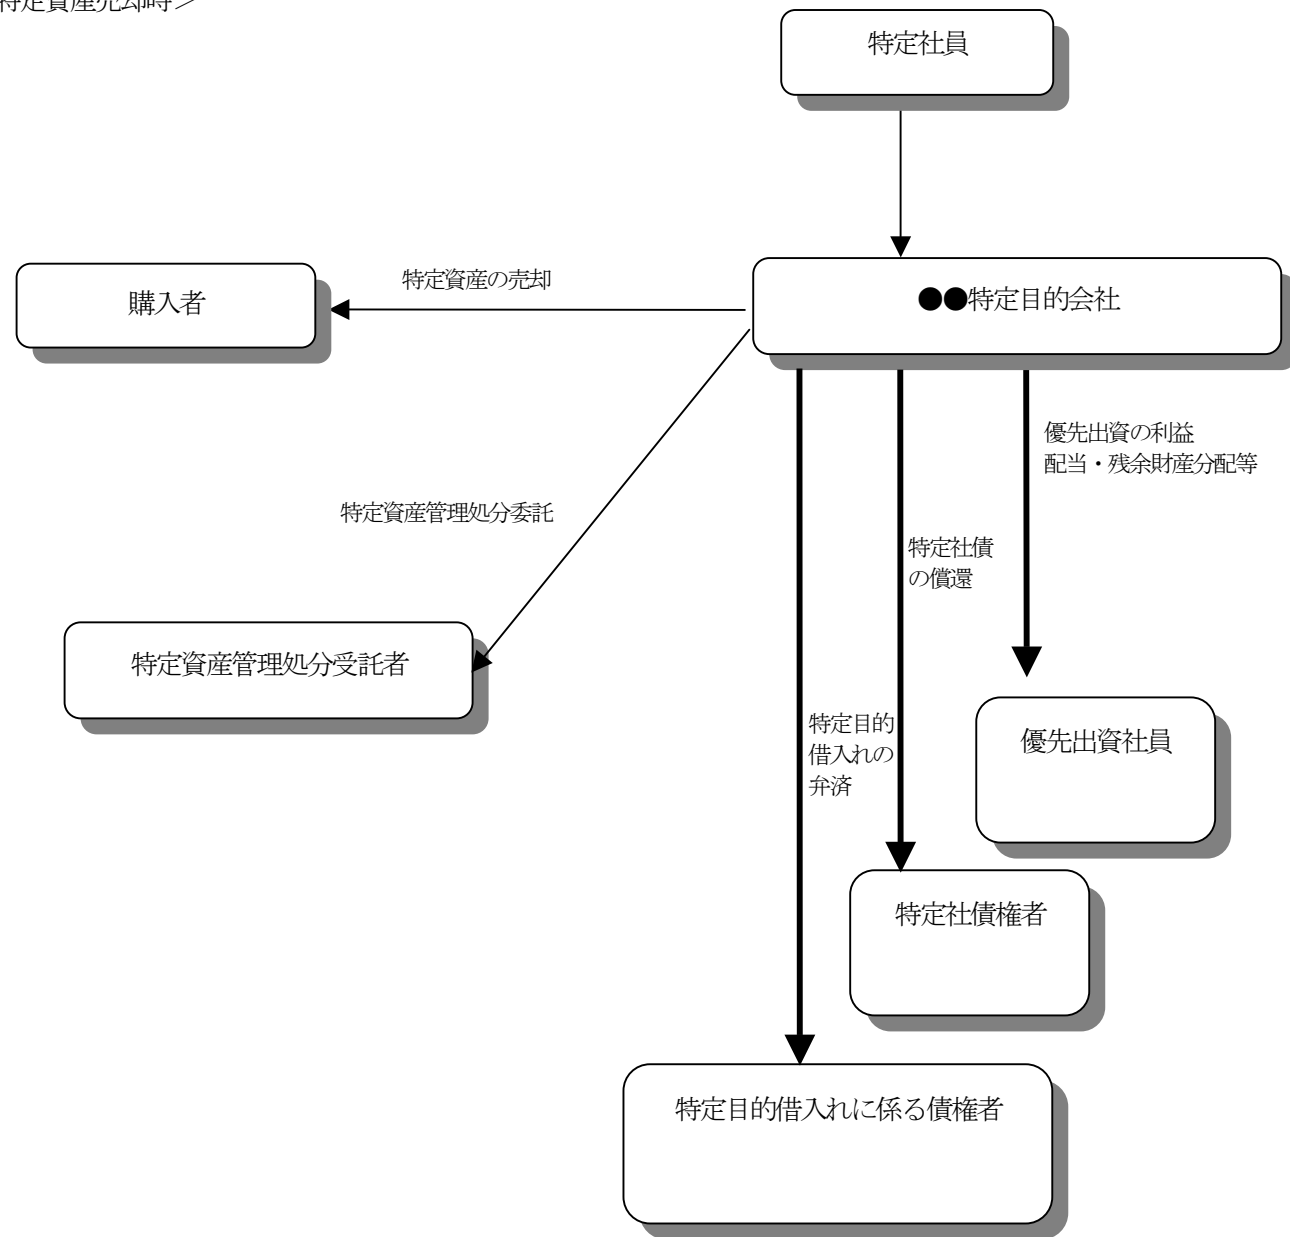 特定資産売却時＞
特定社員
●●特定目的会社
特定資産の売却
購入者
優先出資の利益
配当・残余財産分配等
特定資産管理処分委託
特定社債
の償還
特定資産管理処分受託者
特定目的
借入れの
弁済
優先出資社員
特定社債権者
特定目的借入れに係る債権者